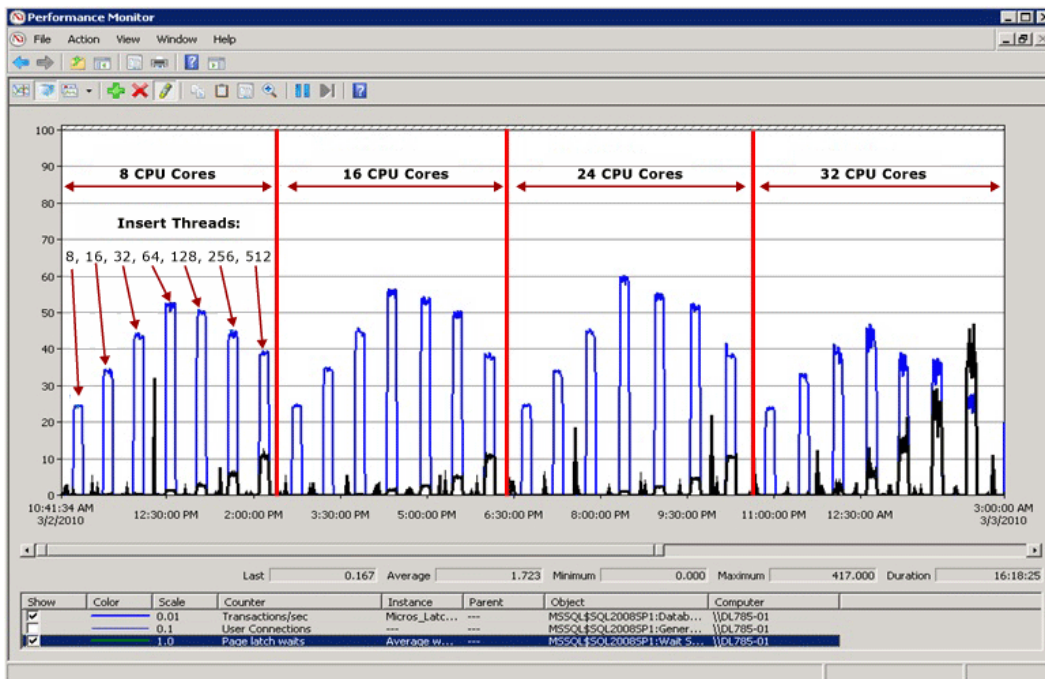 Performance Monitor
File Action View Window Help
100
90
80
70
60
50
40
30
20
10
0
8 CPU Cores
16 CPU Cores
24 CPU Cores
32 CPU Cores
Insert Threads:
8, 16, 32, 64, 128, 256, 512
10:41:34 AM
3/2/2010
12:30:00 PM
2:00:00 PM
3:30:00 PM
5:00:00 PM
6:30:00 PM
8:00:00 PM
9:30:00 PM
11:00:00 PM
12:30:00 AM
3:00:00 AM
3/3/2010
Last 0.167 Average 1.723 Minimum 0.000 Maximum 417.000 Duration 16:18:25
Show Color Scale Counter Instance Parent Object Computer
0.01 Transactions/sec Micros_Latc... --- MSSQL$SQL2008SP1:Datab... \\DL785-01
0.1 User Connections --- --- MSSQL$SQL2008SP1:Gener... \\DL785-01
1.0 Page latch waits Average w... --- MSSQL$SQL2008SP1:Wait S... \\DL785-01